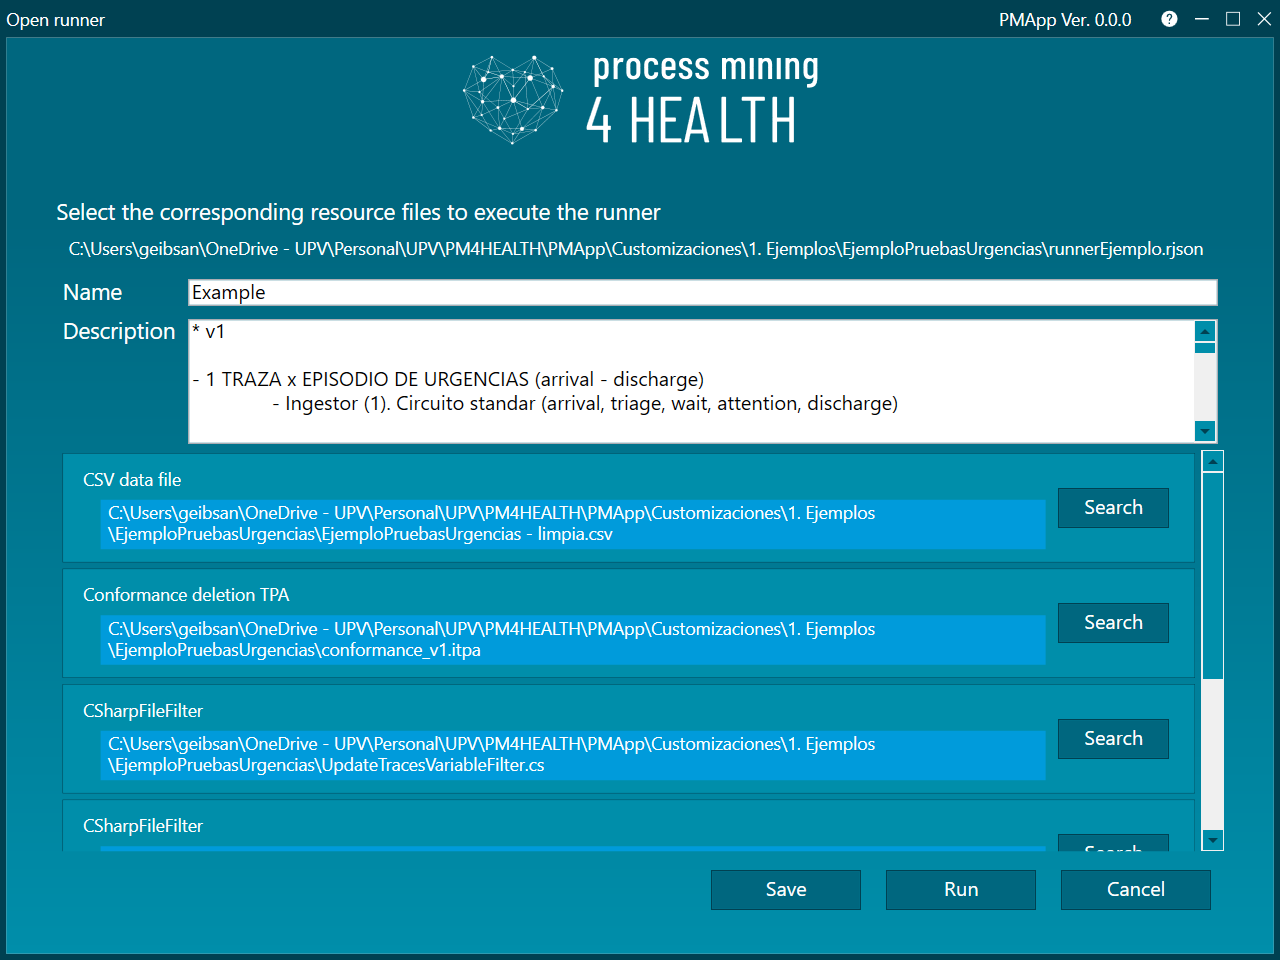 Open runner
PMApp Ver. 0.0.0
process mining
4 HEALTH
Select the corresponding resource files to execute the runner
C:\Users\geibsan\OneDrive - UPV\Personal\UPV\PM4HEALTH\PMApp\Customizaciones\1. Ejemplos\EjemploPruebasUrgencias\runnerEjemplo.rjson
Name
Example
Description
* v1
- 1 TRAZA x EPISODIO DE URGENCIAS (arrival - discharge)
- Ingestor (1). Circuito standar (arrival, triage, wait, attention, discharge)
CSV data file
C:\Users\geibsan\OneDrive - UPV\Personal\UPV\PM4HEALTH\PMApp\Customizaciones\1. Ejemplos
\EjemploPruebasUrgencias\EjemploPruebasUrgencias - limpia.csv
Search
Conformance deletion TPA
C:\Users\geibsan\OneDrive - UPV\Personal\UPV\PM4HEALTH\PMApp\Customizaciones\1. Ejemplos
\EjemploPruebasUrgencias\conformance_v1.itpa
Search
CSharpFileFilter
C:\Users\geibsan\OneDrive - UPV\Personal\UPV\PM4HEALTH\PMApp\Customizaciones\1. Ejemplos
\EjemploPruebasUrgencias\UpdateTracesVariableFilter.cs
Search
CSharpFileFilter
Search
Save
Run
Cancel